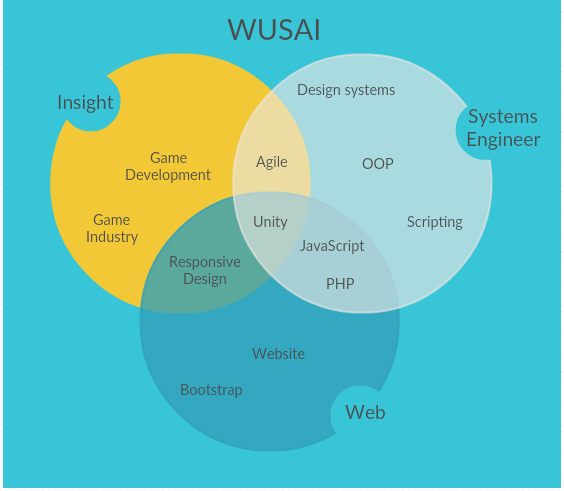 WUSAI
Insight
Design systems
Systems
Engineer
Game
Development
Agile
OOP
Game
Industry
Unity
Scripting
JavaScript
Responsive
Design
PHP
Website
Bootstrap
Web